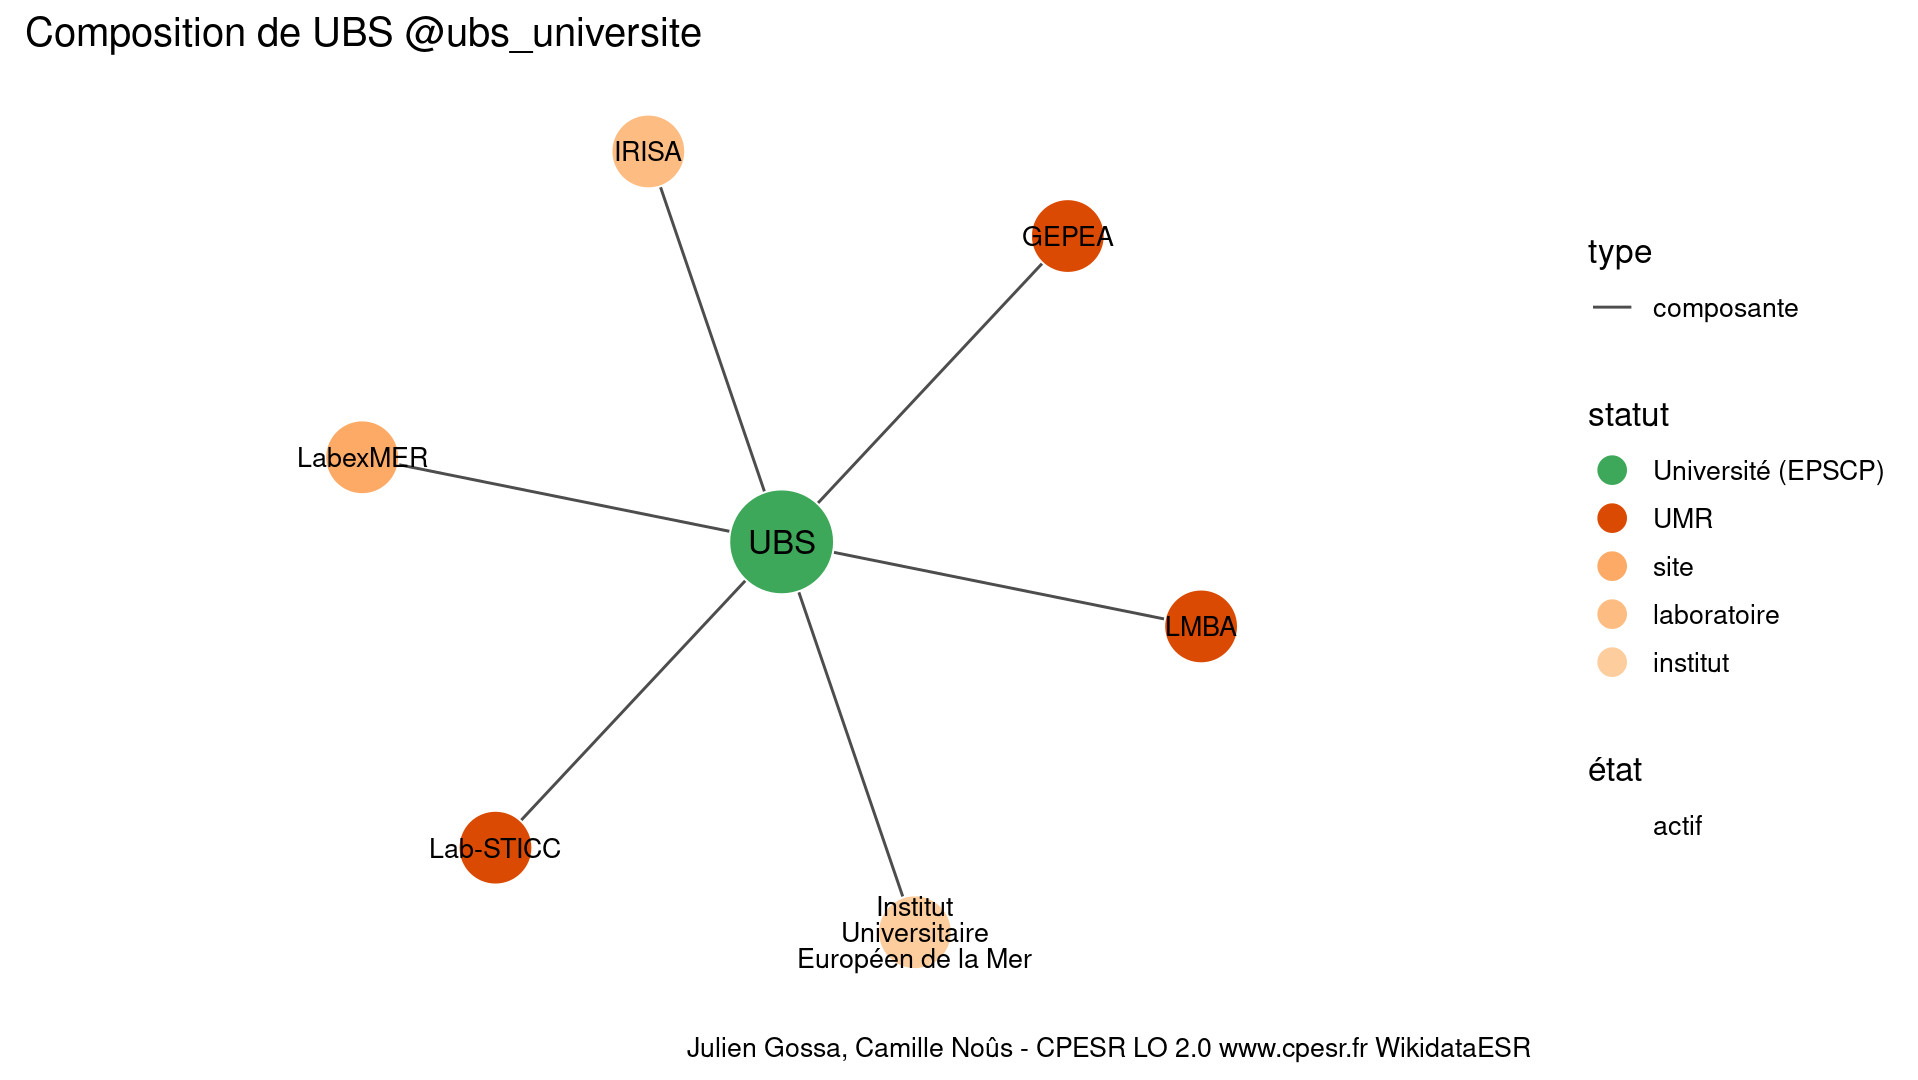 Composition de UBS @ubs_universite
IRISA
GEPEA
LabexMER
UBS
LMBA
Lab-STICC
Institut
Universitaire
Européen de la Mer
type
composante
statut
Université (EPSCP)
UMR
site
laboratoire
institut
état
actif
Julien Gossa, Camille Noûs - CPESR LO 2.0 www.cpesr.fr WikidataESR